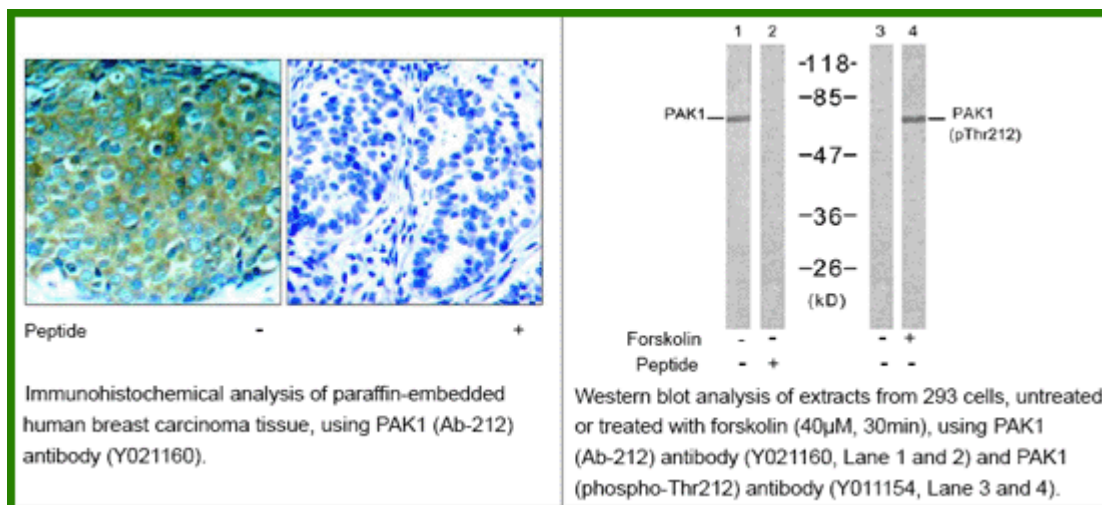 Peptide - +
Immunohistochemical analysis of paraffin-embedded
human breast carcinoma tissue, using PAK1 (Ab-212)
antibody (Y021160).
1 2 3 4
-118-
-85-
PAK1 PAK1
(pThr212)
-47-
-36-
-26-
(kD)
Forskolin - - - +
Peptide - + - -
Western blot analysis of extracts from 293 cells, untreated
or treated with forskolin (40µM, 30min), using PAK1
(Ab-212) antibody (Y021160, Lane 1 and 2) and PAK1
(phospho-Thr212) antibody (Y011154, Lane 3 and 4).